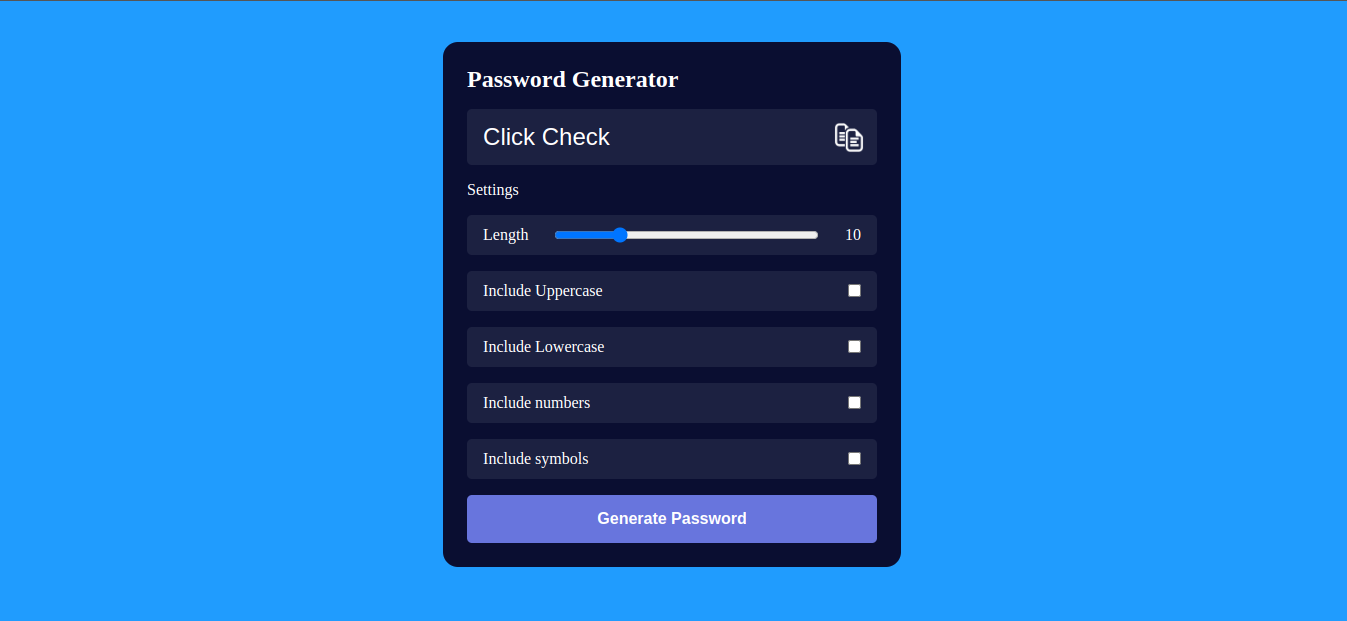 Password Generator
Click Check
Settings
Length 10
Include Uppercase
Include Lowercase
Include numbers
Include symbols
Generate Password